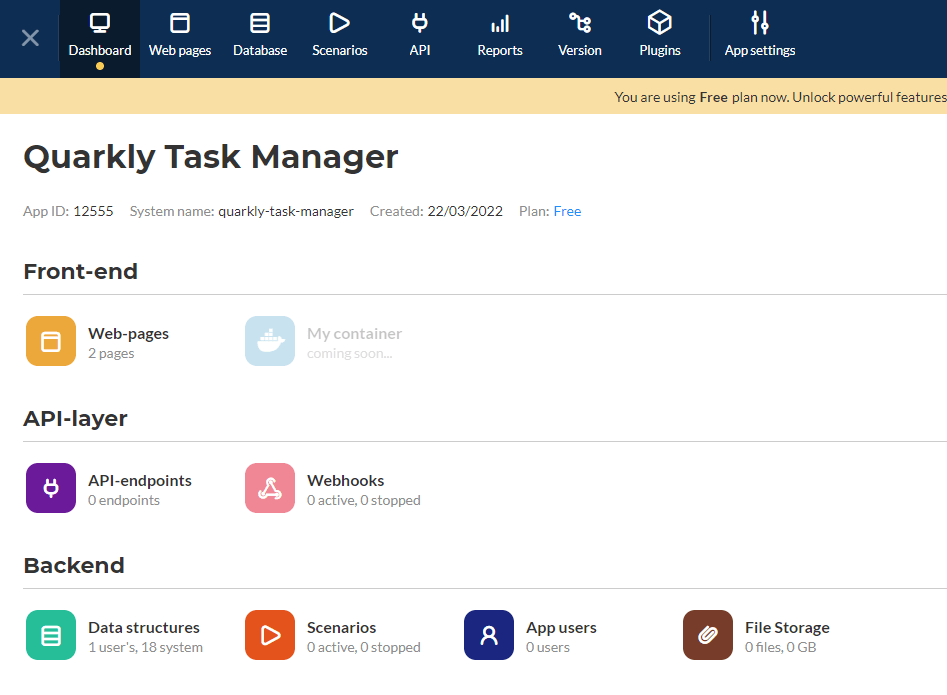 Dashboard Web pages Database Scenarios API Reports Version Plugins App settings
You are using Free plan now. Unlock powerful features
Quarkly Task Manager
App ID: 12555 System name: quarkly-task-manager Created: 22/03/2022 Plan: Free
Front-end
Web-pages My container
2 pages coming soon...
API-layer
API-endpoints Webhooks
0 endpoints 0 active, 0 stopped
Backend
Data structures Scenarios App users File Storage
1 user's, 18 system 0 active, 0 stopped 0 users 0 files, 0 GB